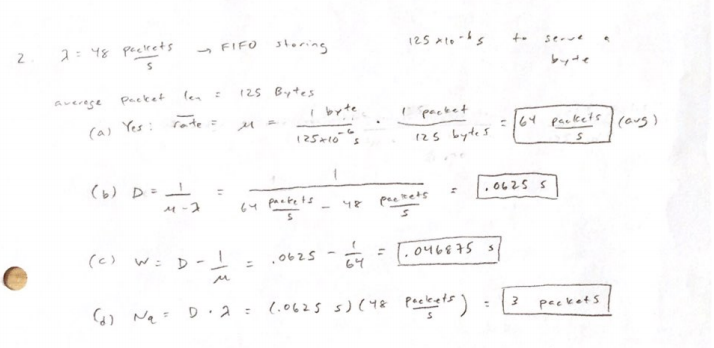 2. λ = 48 packets/s → FIFO storing 125×10⁻⁶ s to serve a byte
average packet len = 125 Bytes
(a) Yes: rate = μ = 1 byte / 125×10⁻⁶ s · 1 packet / 125 bytes = 64 packets/s (avg)
(b) D = 1/(μ-λ) = 1 / (64 packets/s - 48 packets/s) = .0625 s
(c) W = D - 1/μ = .0625 - 1/64 = .046875 s
(d) Nq = D · λ = (.0625 s)(48 packets/s) = 3 packets